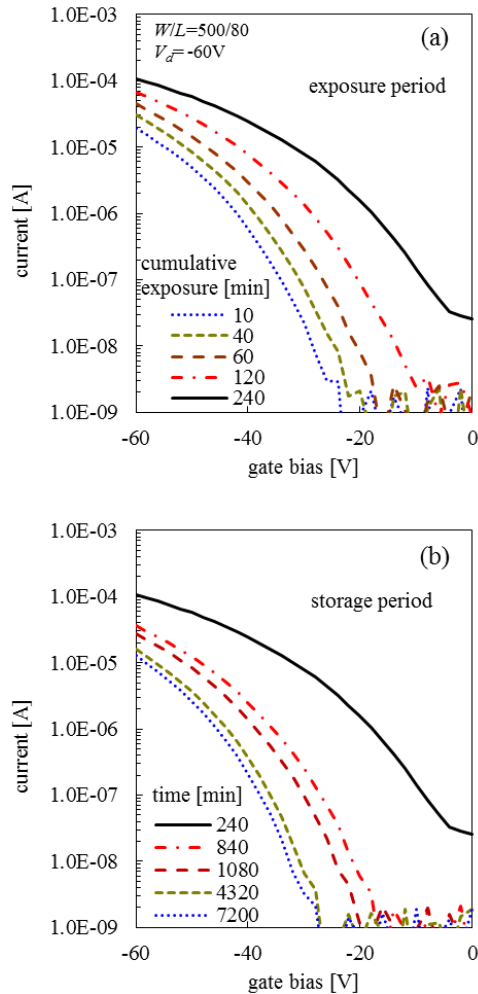 W/L=500/80
V_d= -60V
(a)
exposure period
1.0E-03
1.0E-04
1.0E-05
1.0E-06
1.0E-07
1.0E-08
1.0E-09
current [A]
cumulative
exposure [min]
10
40
60
120
240
-60
-40
-20
0
gate bias [V]
(b)
storage period
1.0E-03
1.0E-04
1.0E-05
1.0E-06
1.0E-07
1.0E-08
1.0E-09
current [A]
time [min]
240
840
1080
4320
7200
-60
-40
-20
0
gate bias [V]